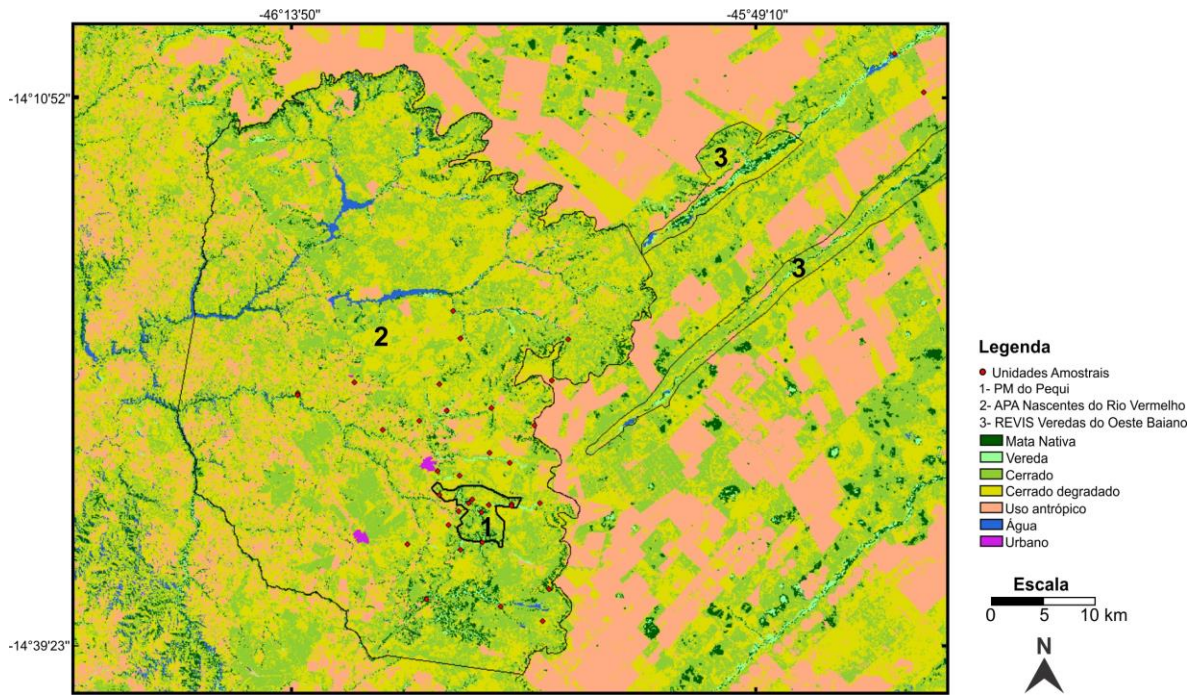 -46°13'50" -45°49'10"
-14°10'52"
3
3
2
1
-14°39'23"
Legenda
Unidades Amostrais
1- PM do Pequi
2- APA Nascentes do Rio Vermelho
3- REVIS Veredas do Oeste Baiano
Mata Nativa
Vereda
Cerrado
Cerrado degradado
Uso antrópico
Água
Urbano
Escala
0 5 10 km
N